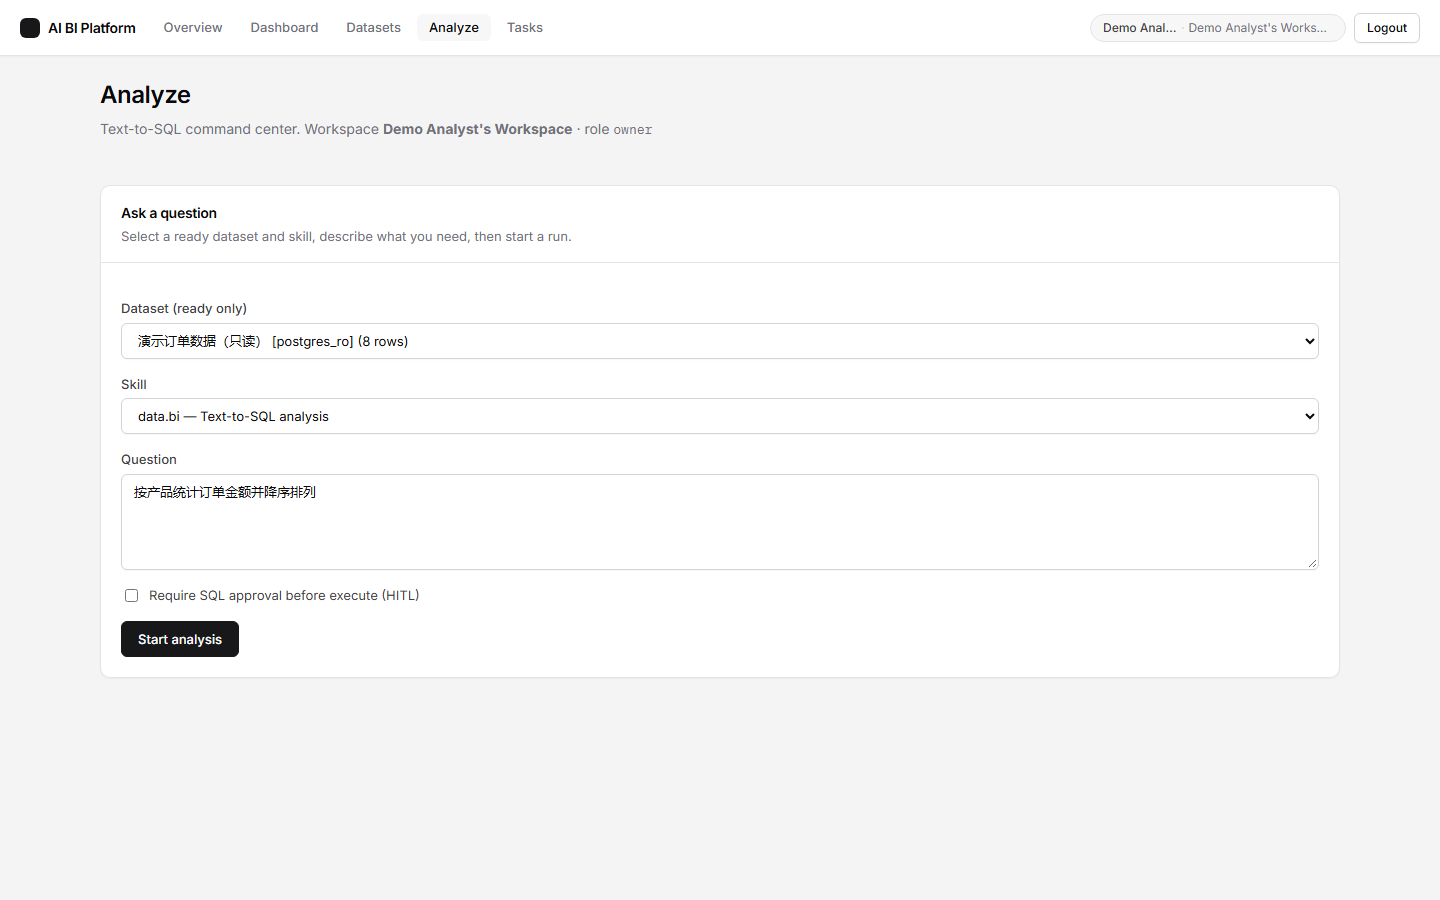 AI BI Platform Overview Dashboard Datasets Analyze Tasks Demo Anal... · Demo Analyst's Works... Logout
Analyze
Text-to-SQL command center. Workspace Demo Analyst's Workspace · role owner
Ask a question
Select a ready dataset and skill, describe what you need, then start a run.
Dataset (ready only)
演示订单数据（只读） [postgres_ro] (8 rows)
Skill
data.bi — Text-to-SQL analysis
Question
按产品统计订单金额并降序排列
Require SQL approval before execute (HITL)
Start analysis